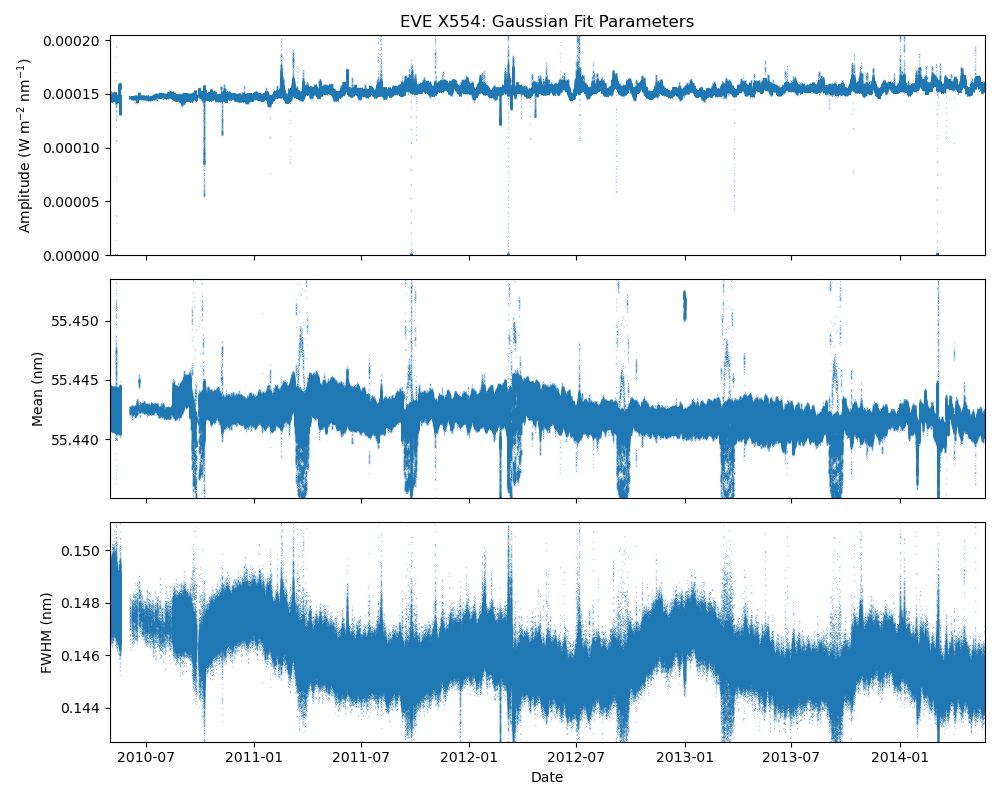 EVE X554: Gaussian Fit Parameters
Amplitude (W m⁻² nm⁻¹)
0.00020
0.00015
0.00010
0.00005
0.00000
Mean (nm)
55.450
55.445
55.440
FWHM (nm)
0.150
0.148
0.146
0.144
2010-07 2011-01 2011-07 2012-01 2012-07 2013-01 2013-07 2014-01
Date